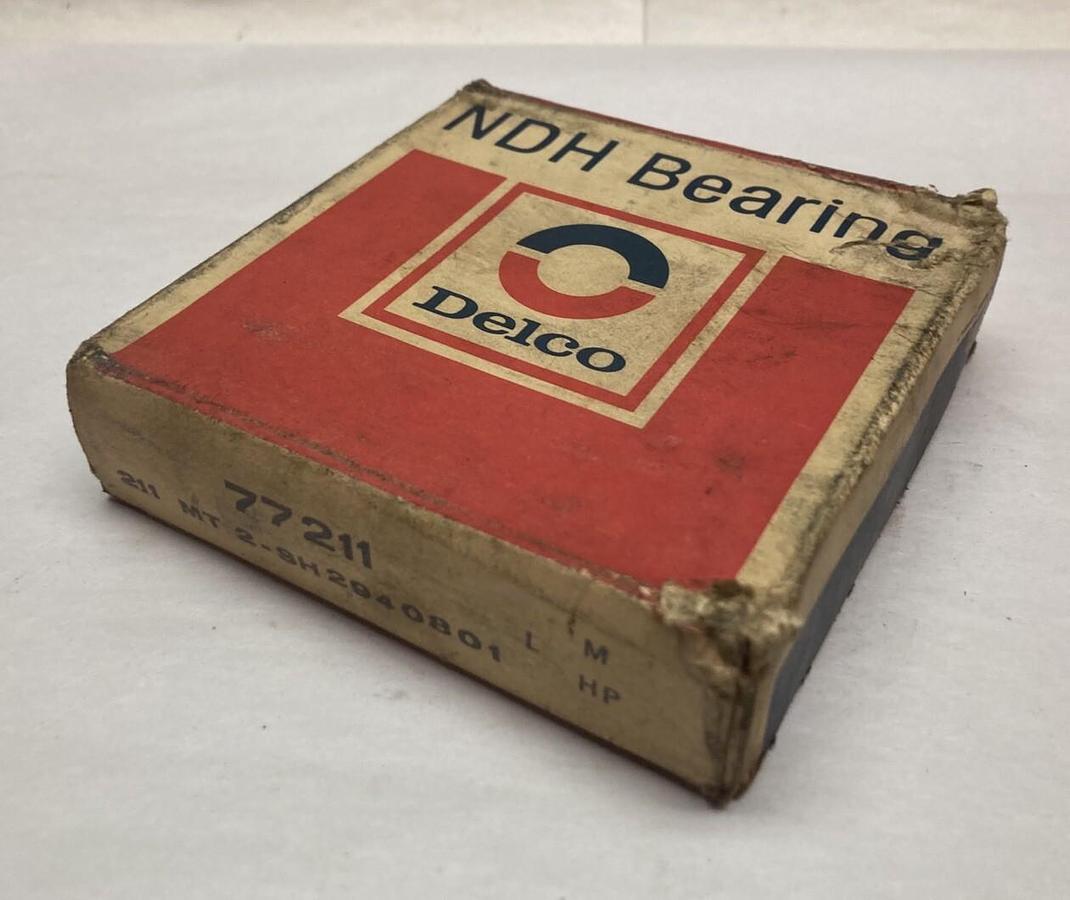 NDH Bearing
Delco
77211
211 MT 2-SH2940801 L M
HP